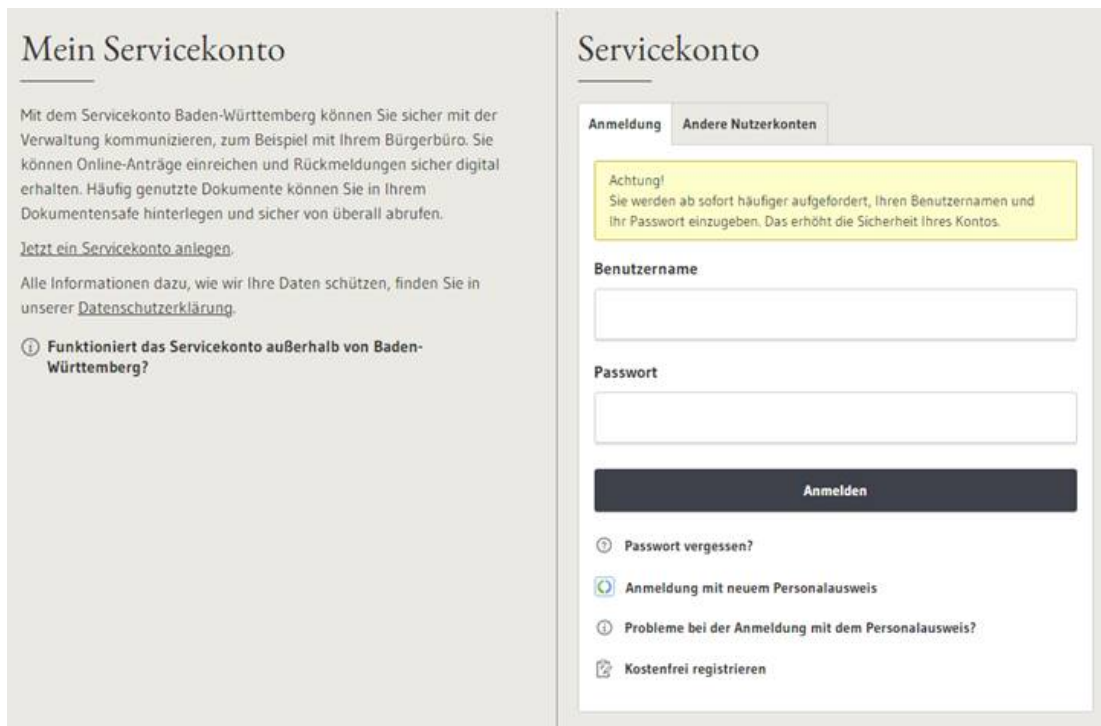 Mein Servicekonto
Mit dem Servicekonto Baden-Württemberg können Sie sicher mit der
Verwaltung kommunizieren, zum Beispiel mit Ihrem Bürgerbüro. Sie
können Online-Anträge einreichen und Rückmeldungen sicher digital
erhalten. Häufig genutzte Dokumente können Sie in Ihrem
Dokumentensafe hinterlegen und sicher von überall abrufen.
Jetzt ein Servicekonto anlegen.
Alle Informationen dazu, wie wir Ihre Daten schützen, finden Sie in
unserer Datenschutzerklärung.
Funktioniert das Servicekonto außerhalb von Baden-
Württemberg?
Servicekonto
Anmeldung Andere Nutzerkonten
Achtung!
Sie werden ab sofort häufiger aufgefordert, Ihren Benutzernamen und
Ihr Passwort einzugeben. Das erhöht die Sicherheit Ihres Kontos.
Benutzername
Passwort
Anmelden
Passwort vergessen?
Anmeldung mit neuem Personalausweis
Probleme bei der Anmeldung mit dem Personalausweis?
Kostenfrei registrieren